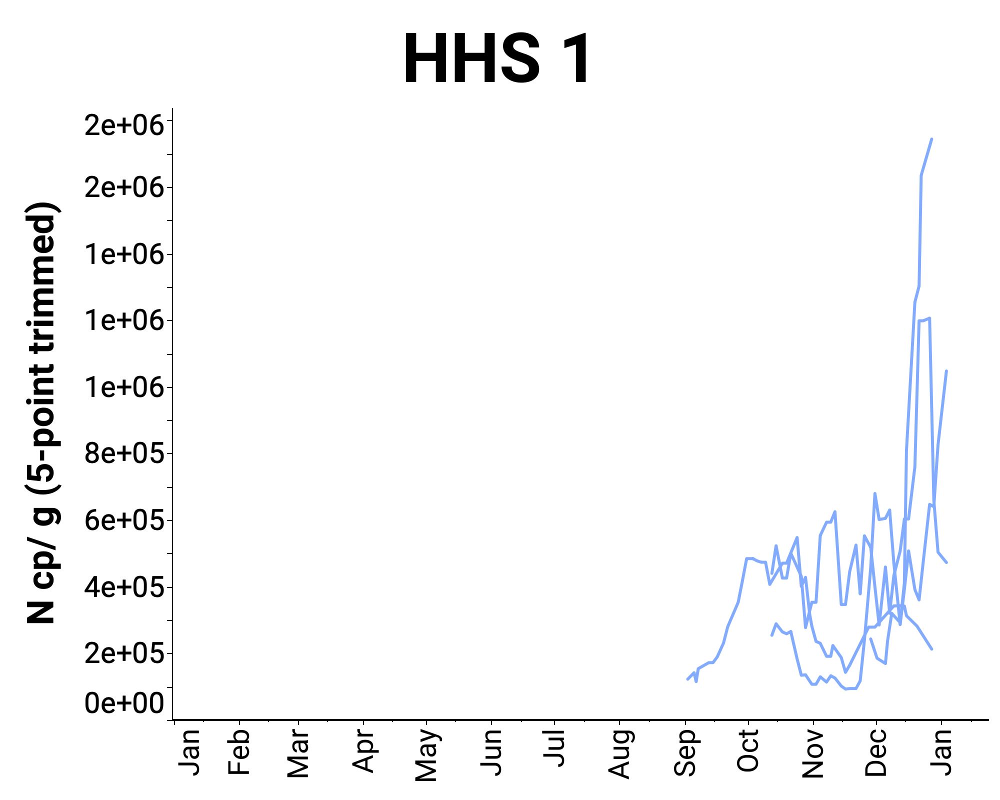 HHS 1
N cp/ g (5-point trimmed)
2e+06
2e+06
1e+06
1e+06
1e+06
8e+05
6e+05
4e+05
2e+05
0e+00
Jan
Feb
Mar
Apr
May
Jun
Jul
Aug
Sep
Oct
Nov
Dec
Jan